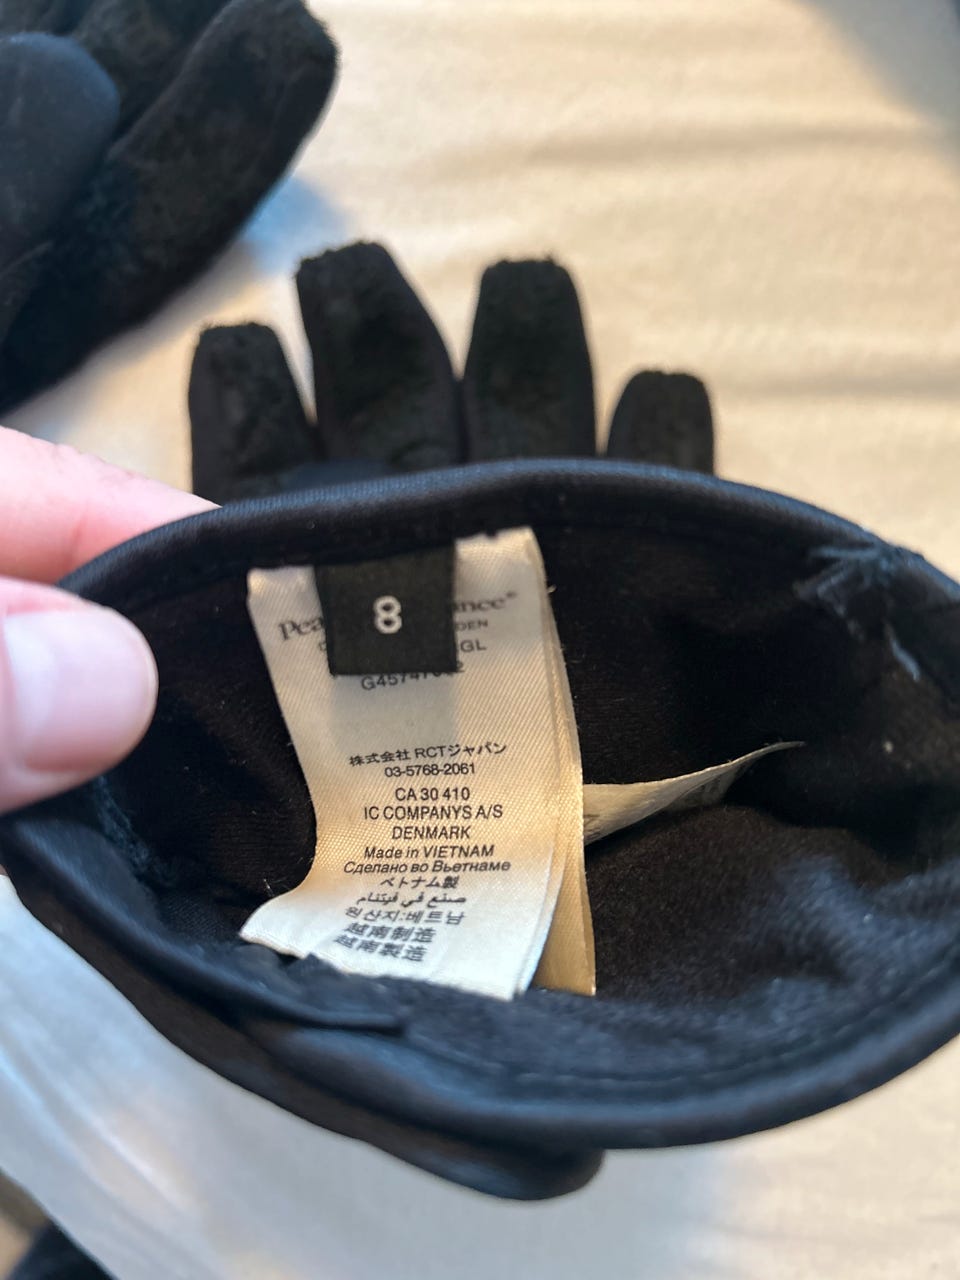 8
株式会社 RCTジャパン
03-5768-2061
CA 30 410
IC COMPANYS A/S
DENMARK
Made in VIETNAM
Сделано во Вьетнаме
ベトナム製
صنع في فيتنام
원산지:베트남
越南制造
越南製造